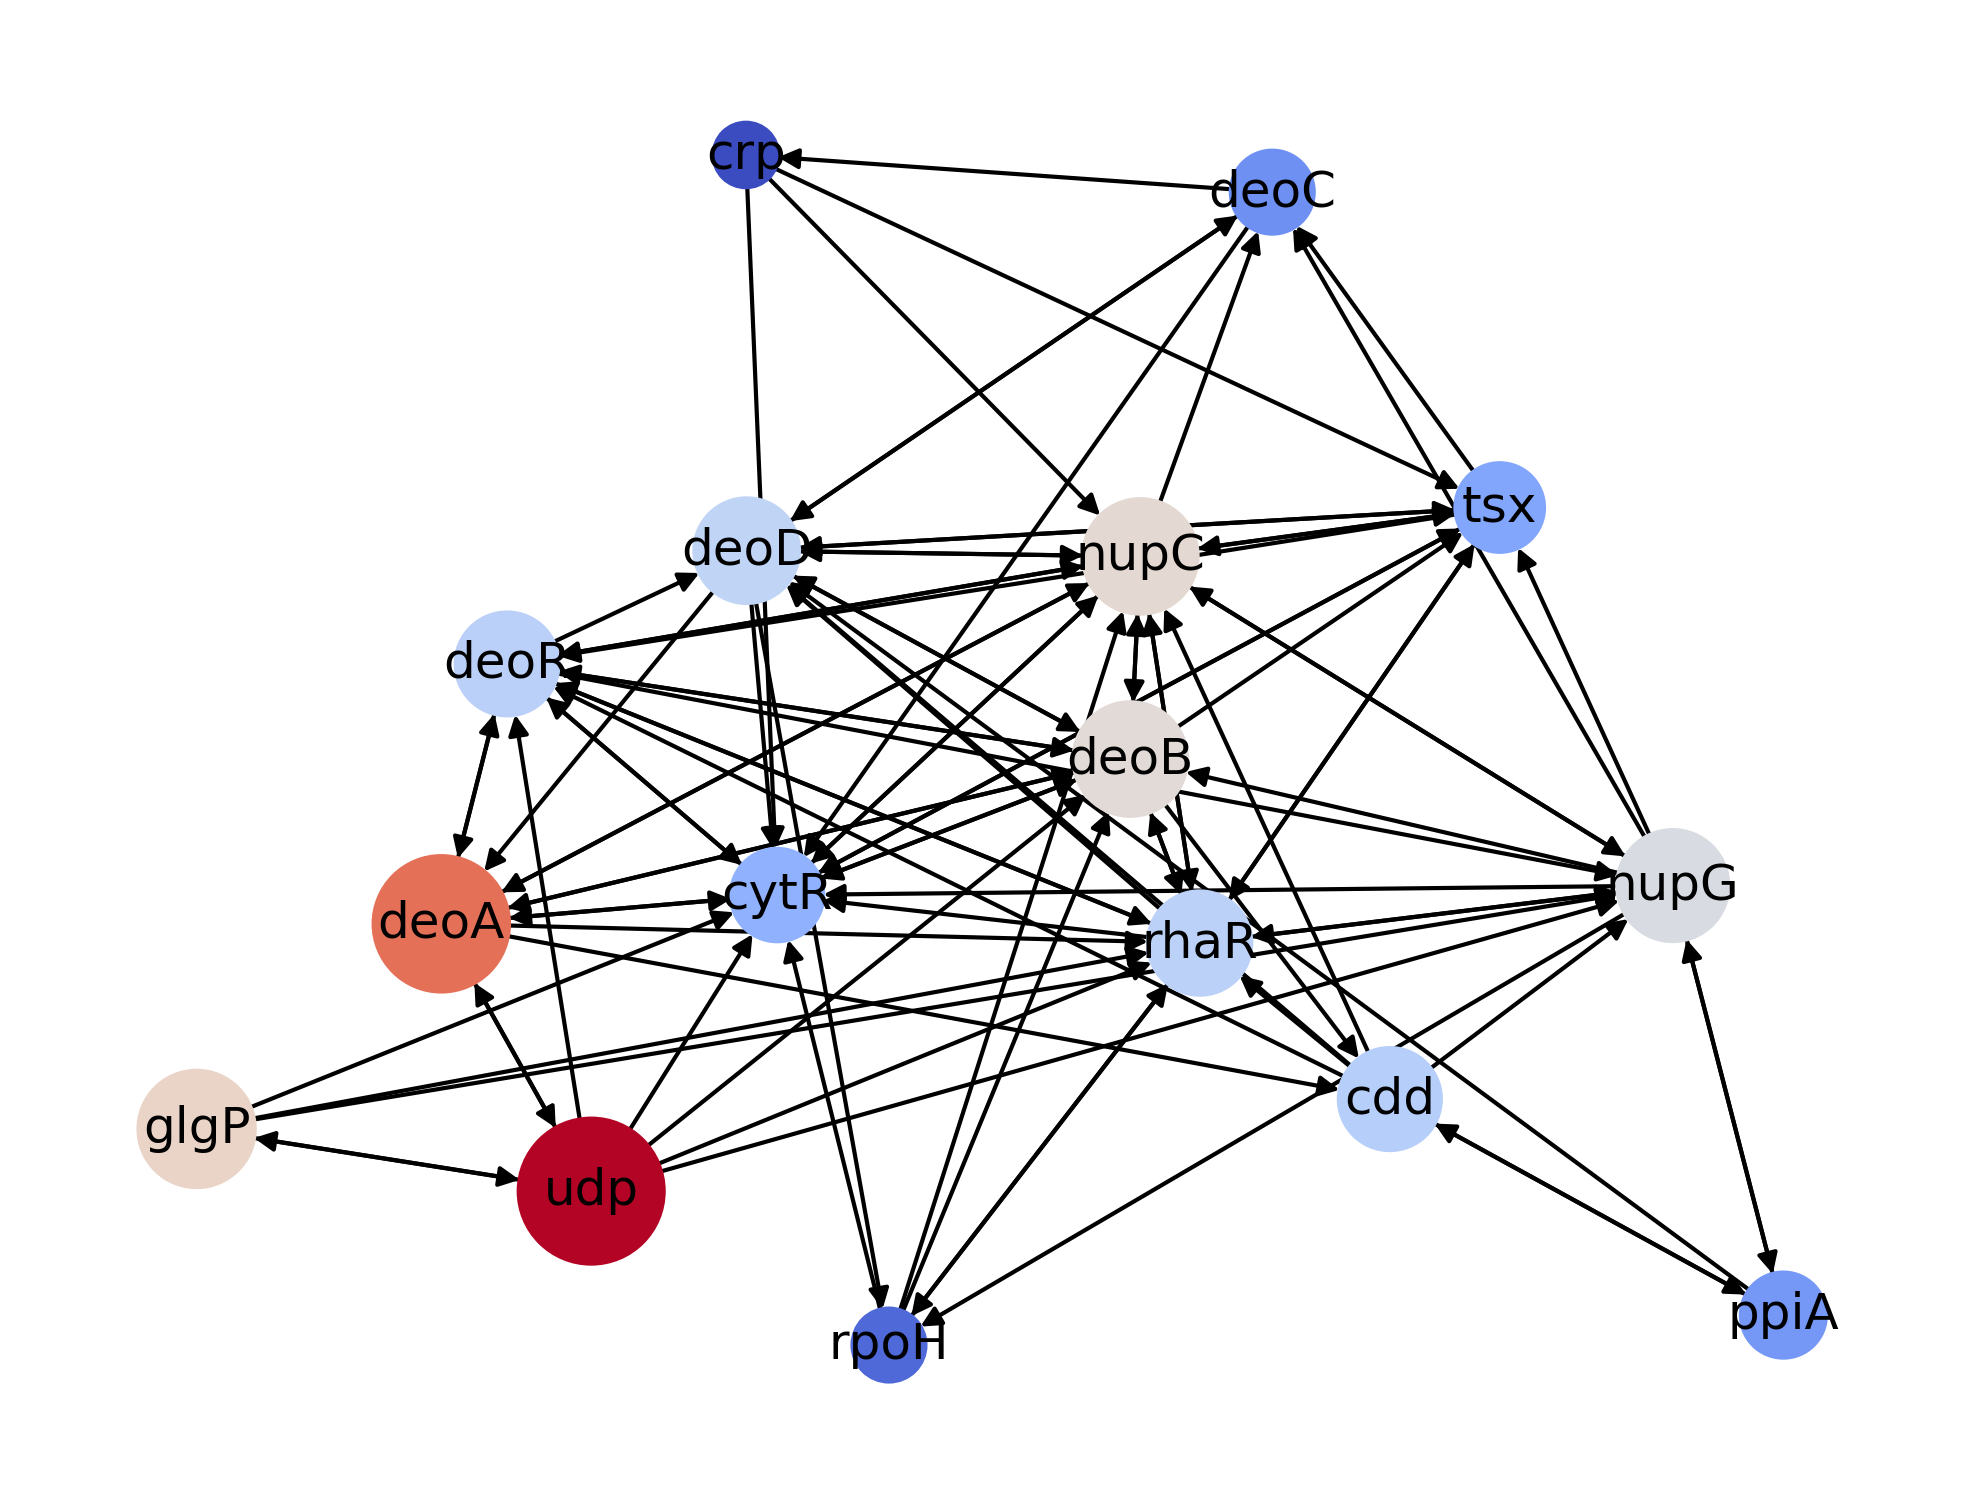 crp
deoC
tsx
deoD
nupC
deoR
deoB
nupG
cytR
deoA
rhaR
cdd
glgP
udp
ppiA
rpoH